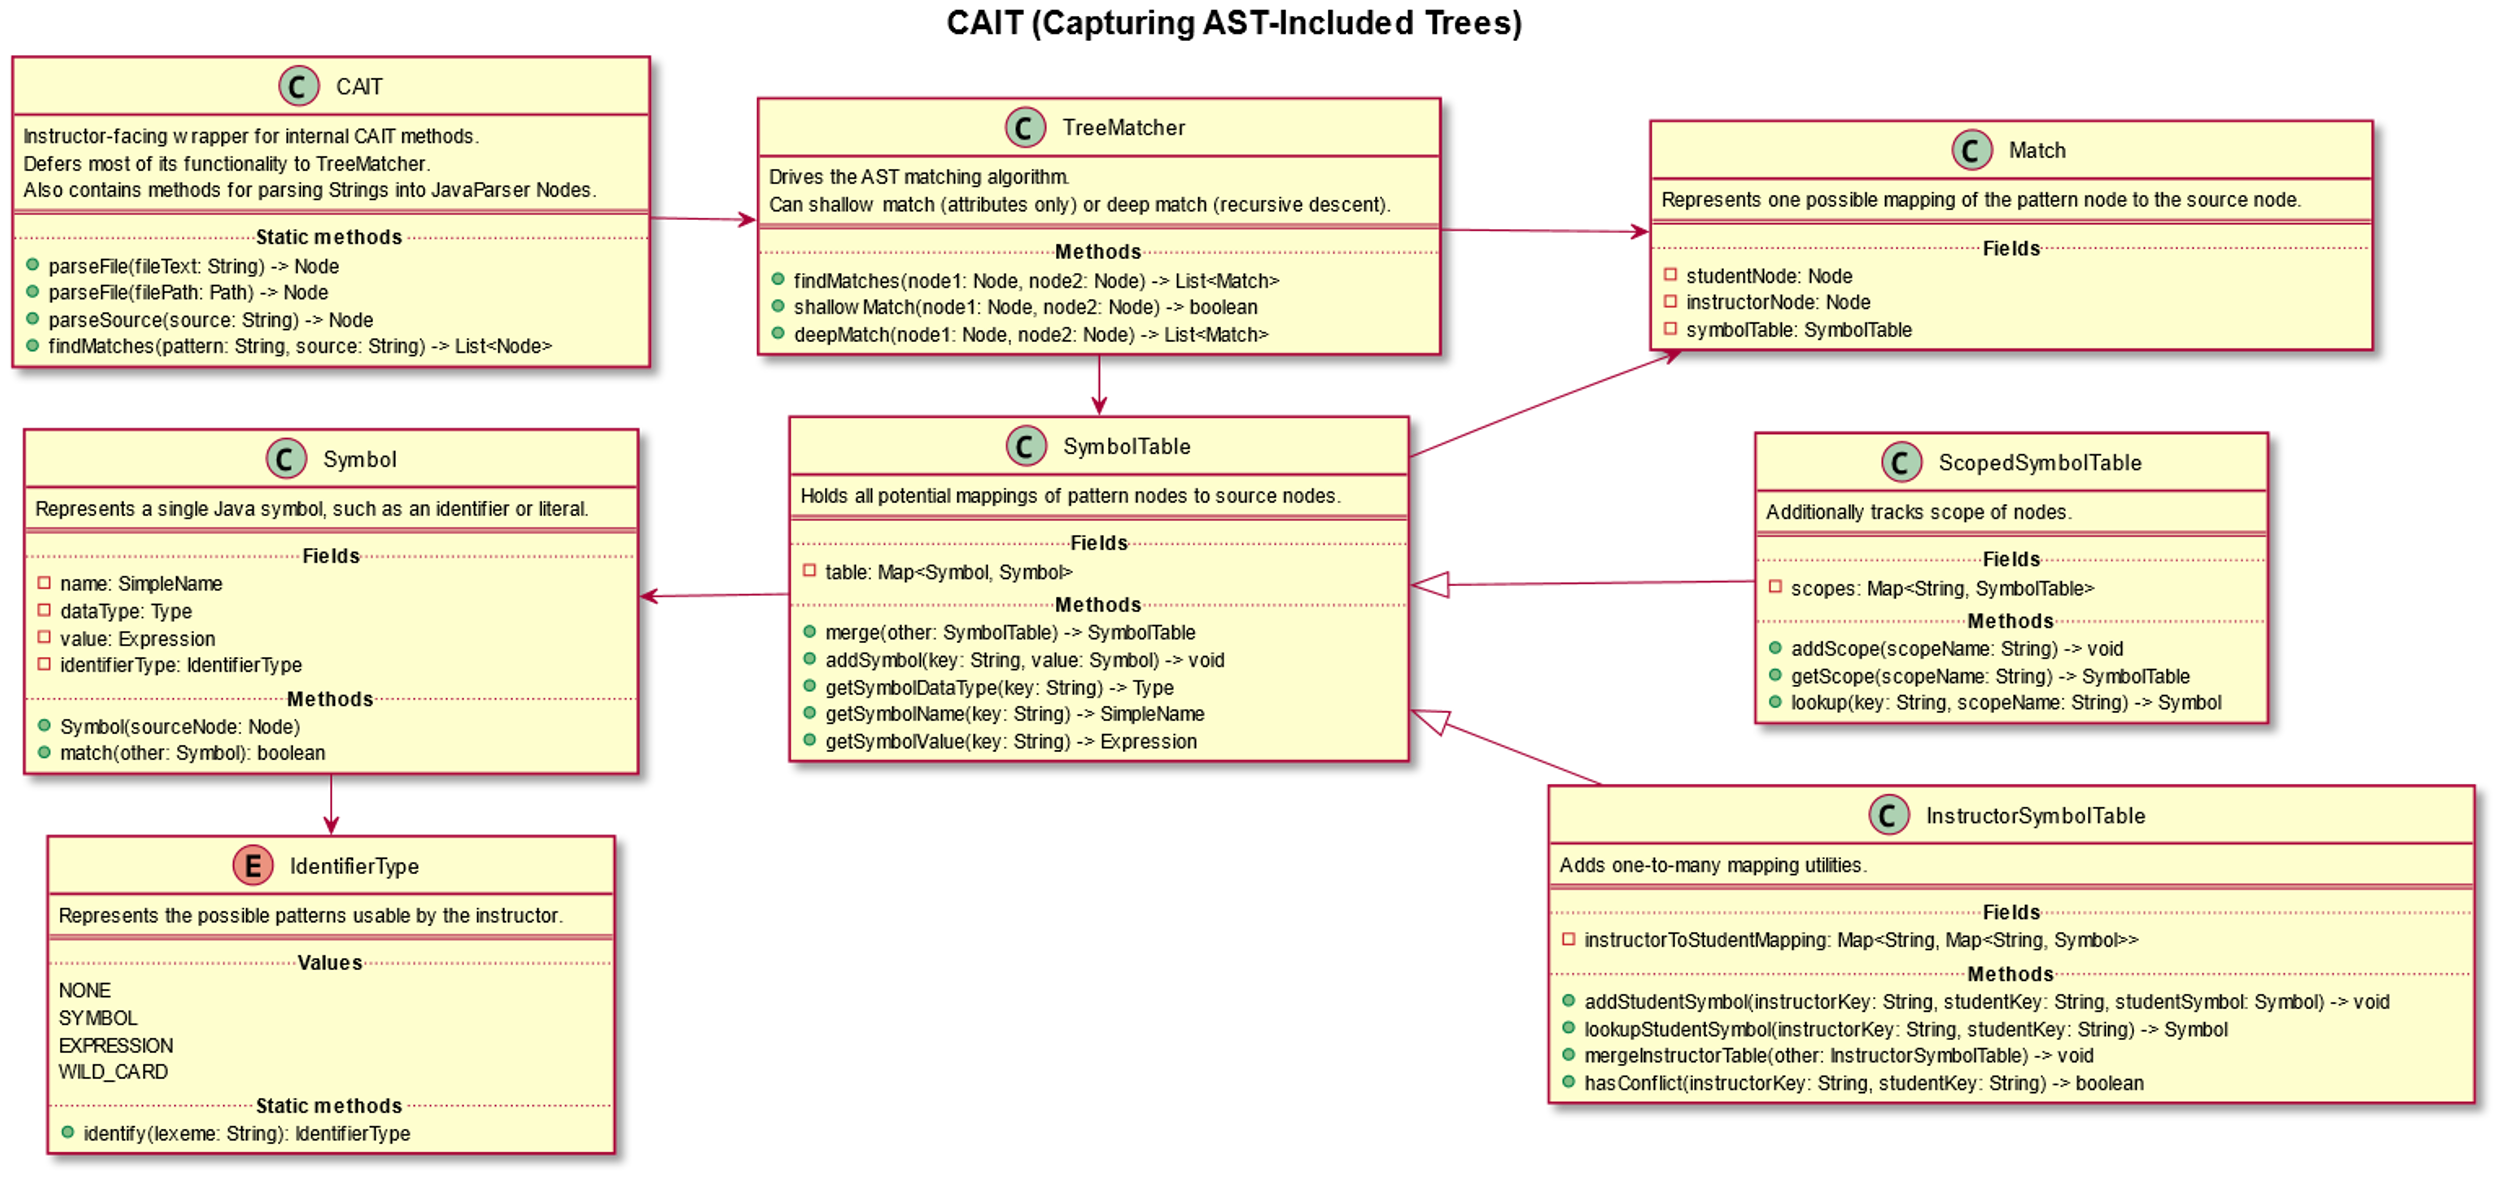 CAIT (Capturing AST-Included Trees)
C CAIT
Instructor-facing wrapper for internal CAIT methods.
Defers most of its functionality to TreeMatcher.
Also contains methods for parsing Strings into JavaParser Nodes.
Static methods
parseFile(fileText: String) -> Node
parseFile(filePath: Path) -> Node
parseSource(source: String) -> Node
findMatches(pattern: String, source: String) -> List<Node>
C TreeMatcher
Drives the AST matching algorithm.
Can shallow match (attributes only) or deep match (recursive descent).
Methods
findMatches(node1: Node, node2: Node) -> List<Match>
shallowMatch(node1: Node, node2: Node) -> boolean
deepMatch(node1: Node, node2: Node) -> List<Match>
C Match
Represents one possible mapping of the pattern node to the source node.
Fields
studentNode: Node
instructorNode: Node
symbolTable: SymbolTable
C Symbol
Represents a single Java symbol, such as an identifier or literal.
Fields
name: SimpleName
dataType: Type
value: Expression
identifierType: IdentifierType
Methods
Symbol(sourceNode: Node)
match(other: Symbol): boolean
C SymbolTable
Holds all potential mappings of pattern nodes to source nodes.
Fields
table: Map<Symbol, Symbol>
Methods
merge(other: SymbolTable) -> SymbolTable
addSymbol(key: String, value: Symbol) -> void
getSymbolDataType(key: String) -> Type
getSymbolName(key: String) -> SimpleName
getSymbolValue(key: String) -> Expression
C ScopedSymbolTable
Additionally tracks scope of nodes.
Fields
scopes: Map<String, SymbolTable>
Methods
addScope(scopeName: String) -> void
getScope(scopeName: String) -> SymbolTable
lookup(key: String, scopeName: String) -> Symbol
E IdentifierType
Represents the possible patterns usable by the instructor.
Values
NONE
SYMBOL
EXPRESSION
WILD_CARD
Static methods
identify(lexeme: String): IdentifierType
C InstructorSymbolTable
Adds one-to-many mapping utilities.
Fields
instructorToStudentMapping: Map<String, Map<String, Symbol>>
Methods
addStudentSymbol(instructorKey: String, studentKey: String, studentSymbol: Symbol) -> void
lookupStudentSymbol(instructorKey: String, studentKey: String) -> Symbol
mergeInstructorTable(other: InstructorSymbolTable) -> void
hasConflict(instructorKey: String, studentKey: String) -> boolean